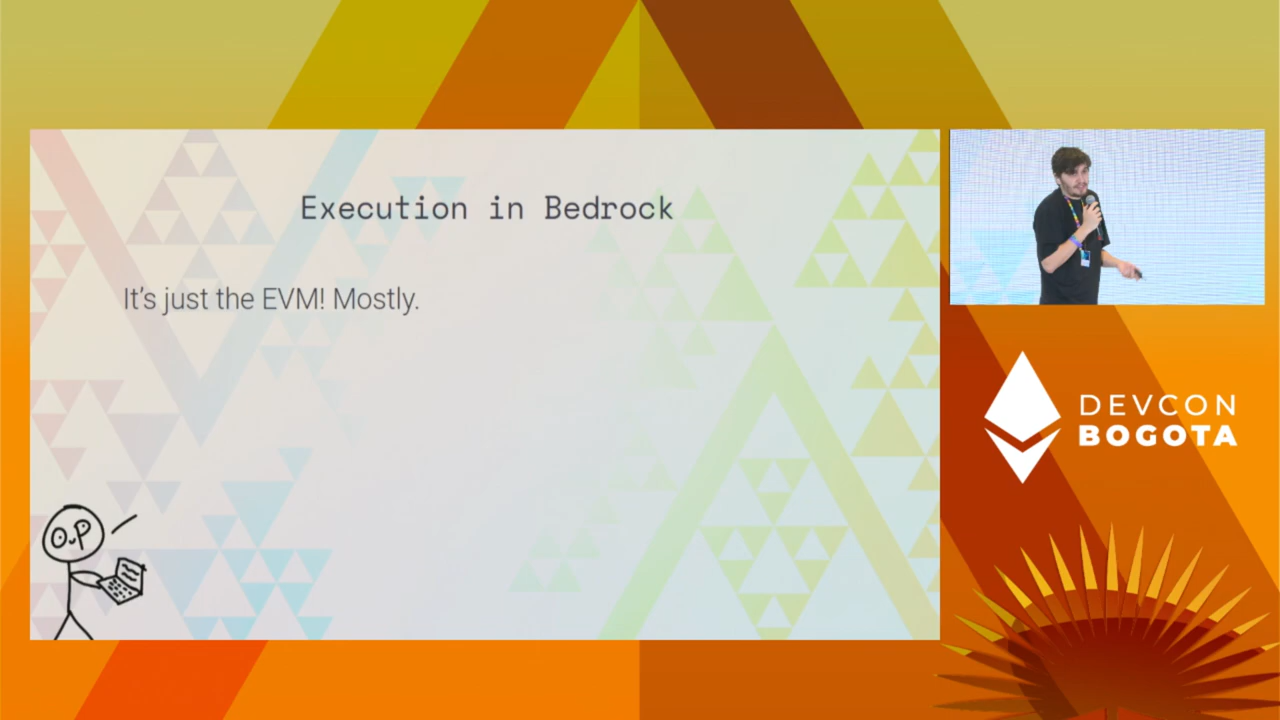 Execution in Bedrock
It's just the EVM! Mostly.
O.P
DEVCON
BOGOTA